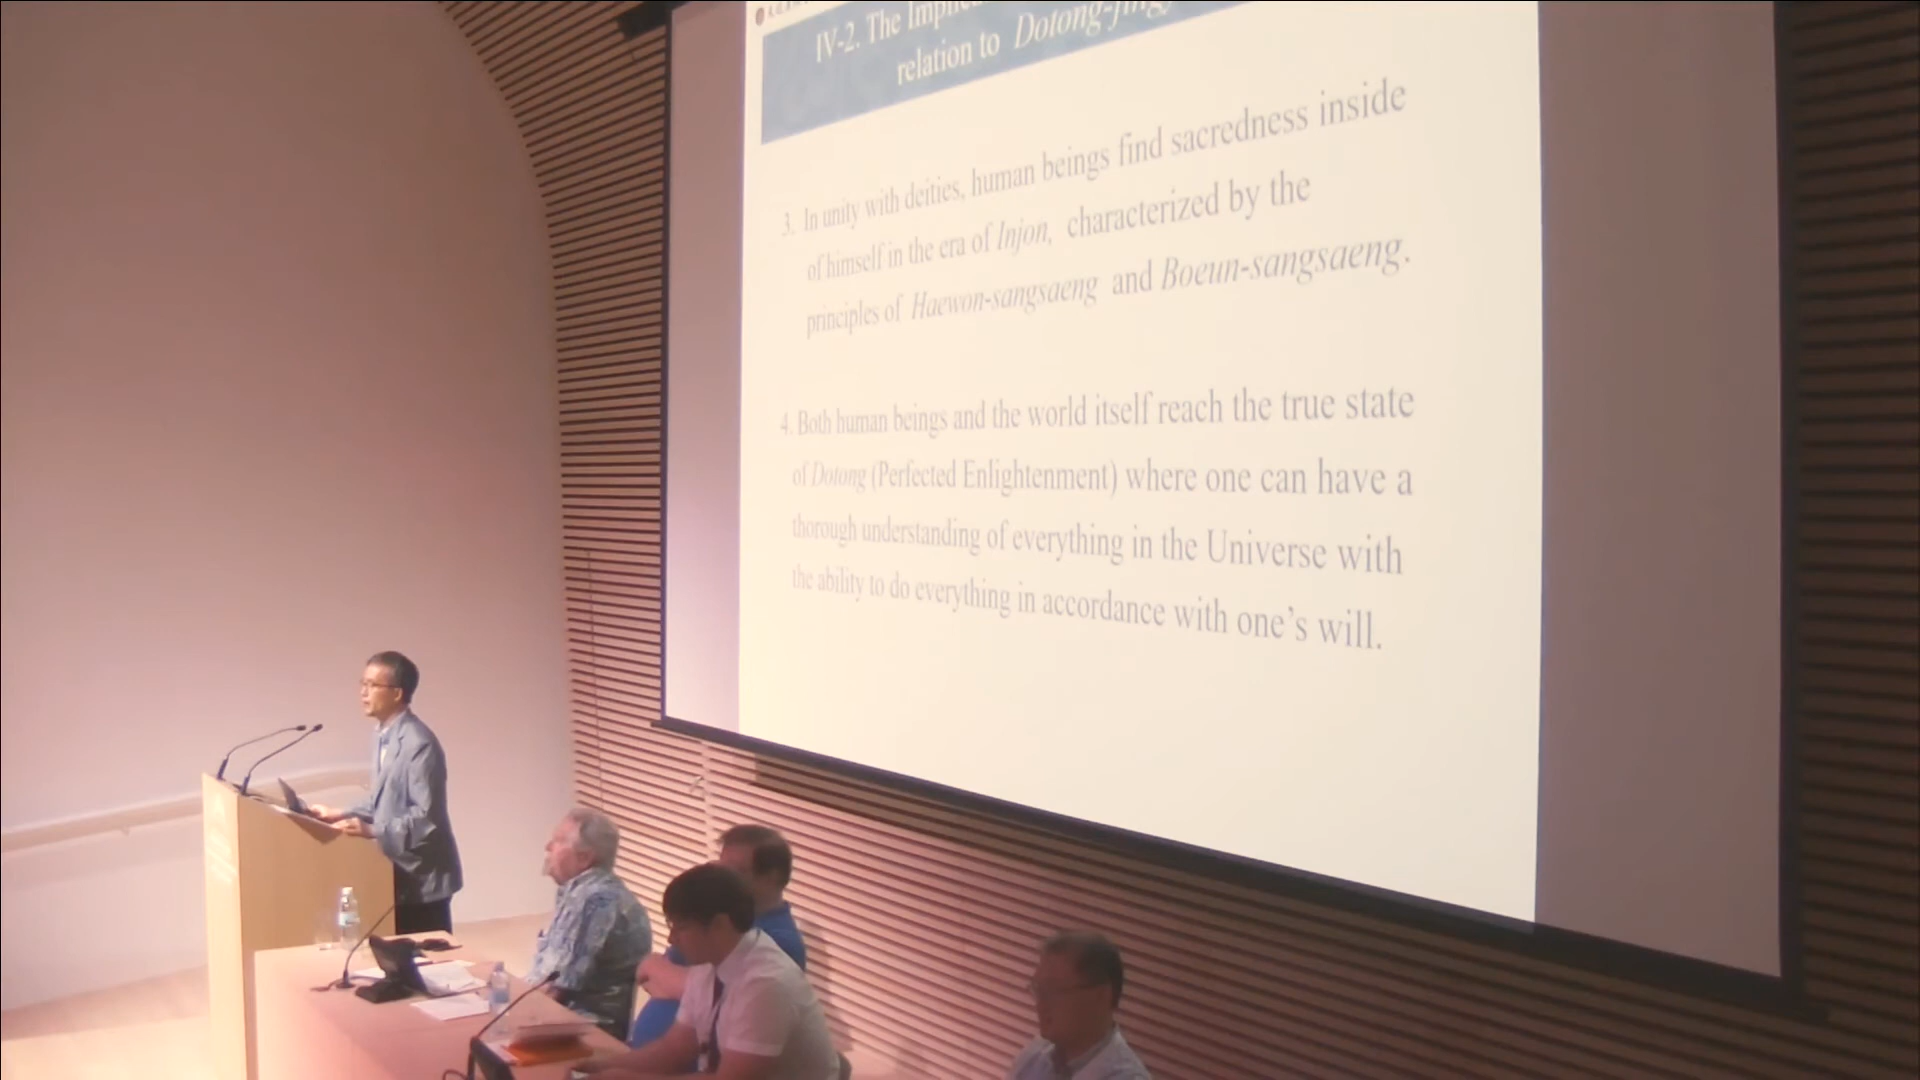 IV-2. The
relation to Dotong-jingy
3. In unity with deities, human beings find sacredness inside
of himself in the era of Injon, characterized by the
principles of Haewon-sangsaeng and Boeun-sangsaeng.
4. Both human beings and the world itself reach the true state
of Dotong (Perfected Enlightenment) where one can have a
thorough understanding of everything in the Universe with
the ability to do everything in accordance with one's will.